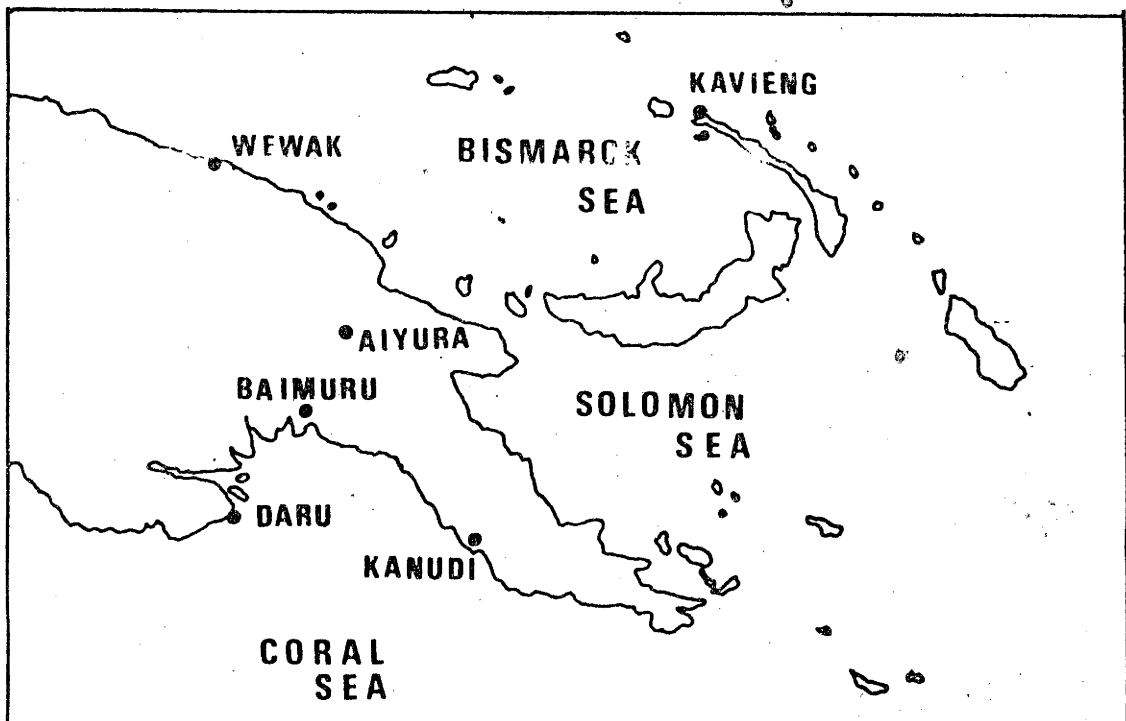 KAVIENG
WEWAK
BISMARCK
SEA
AIYURA
BAIMURU
SOLOMON
SEA
DARU
KANUDI
CORAL
SEA